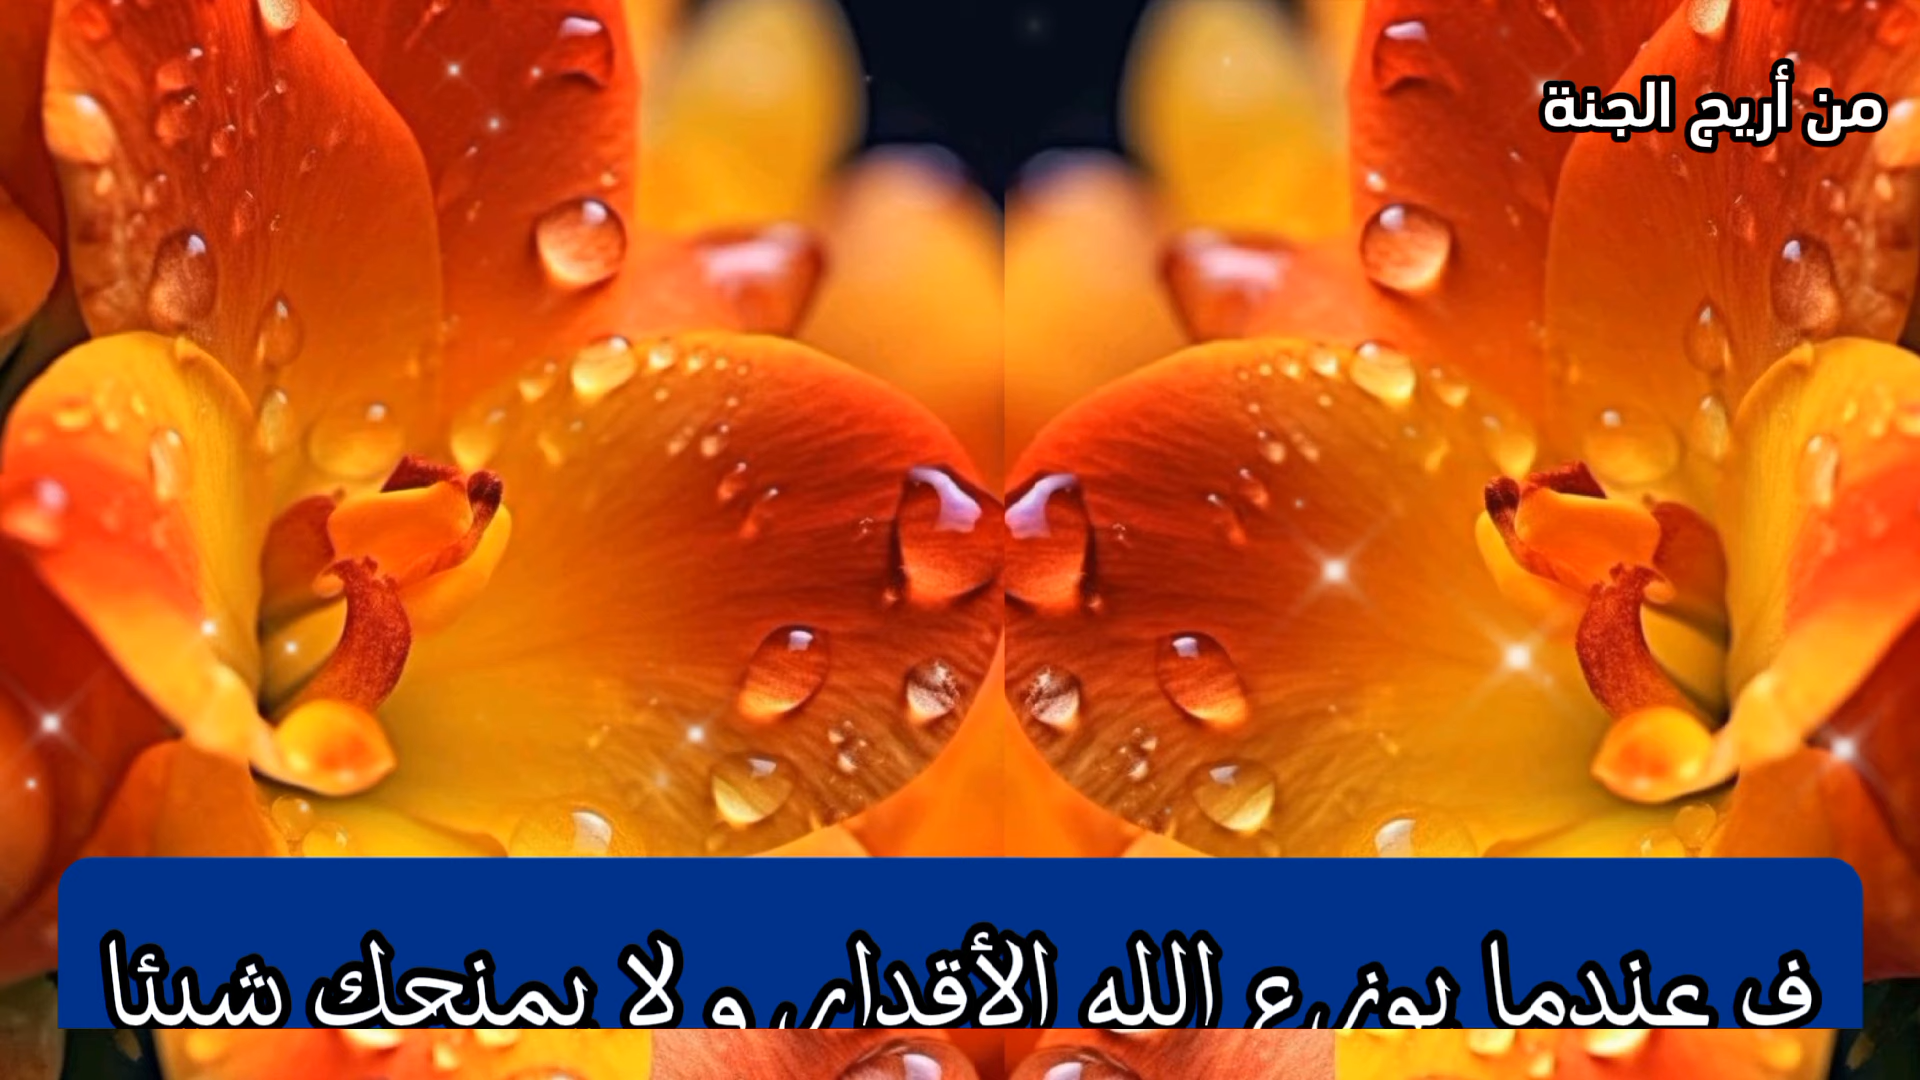 من أريج الجنة
ف عندما يوزع الله الأقدار و لا يمنحك شيئا